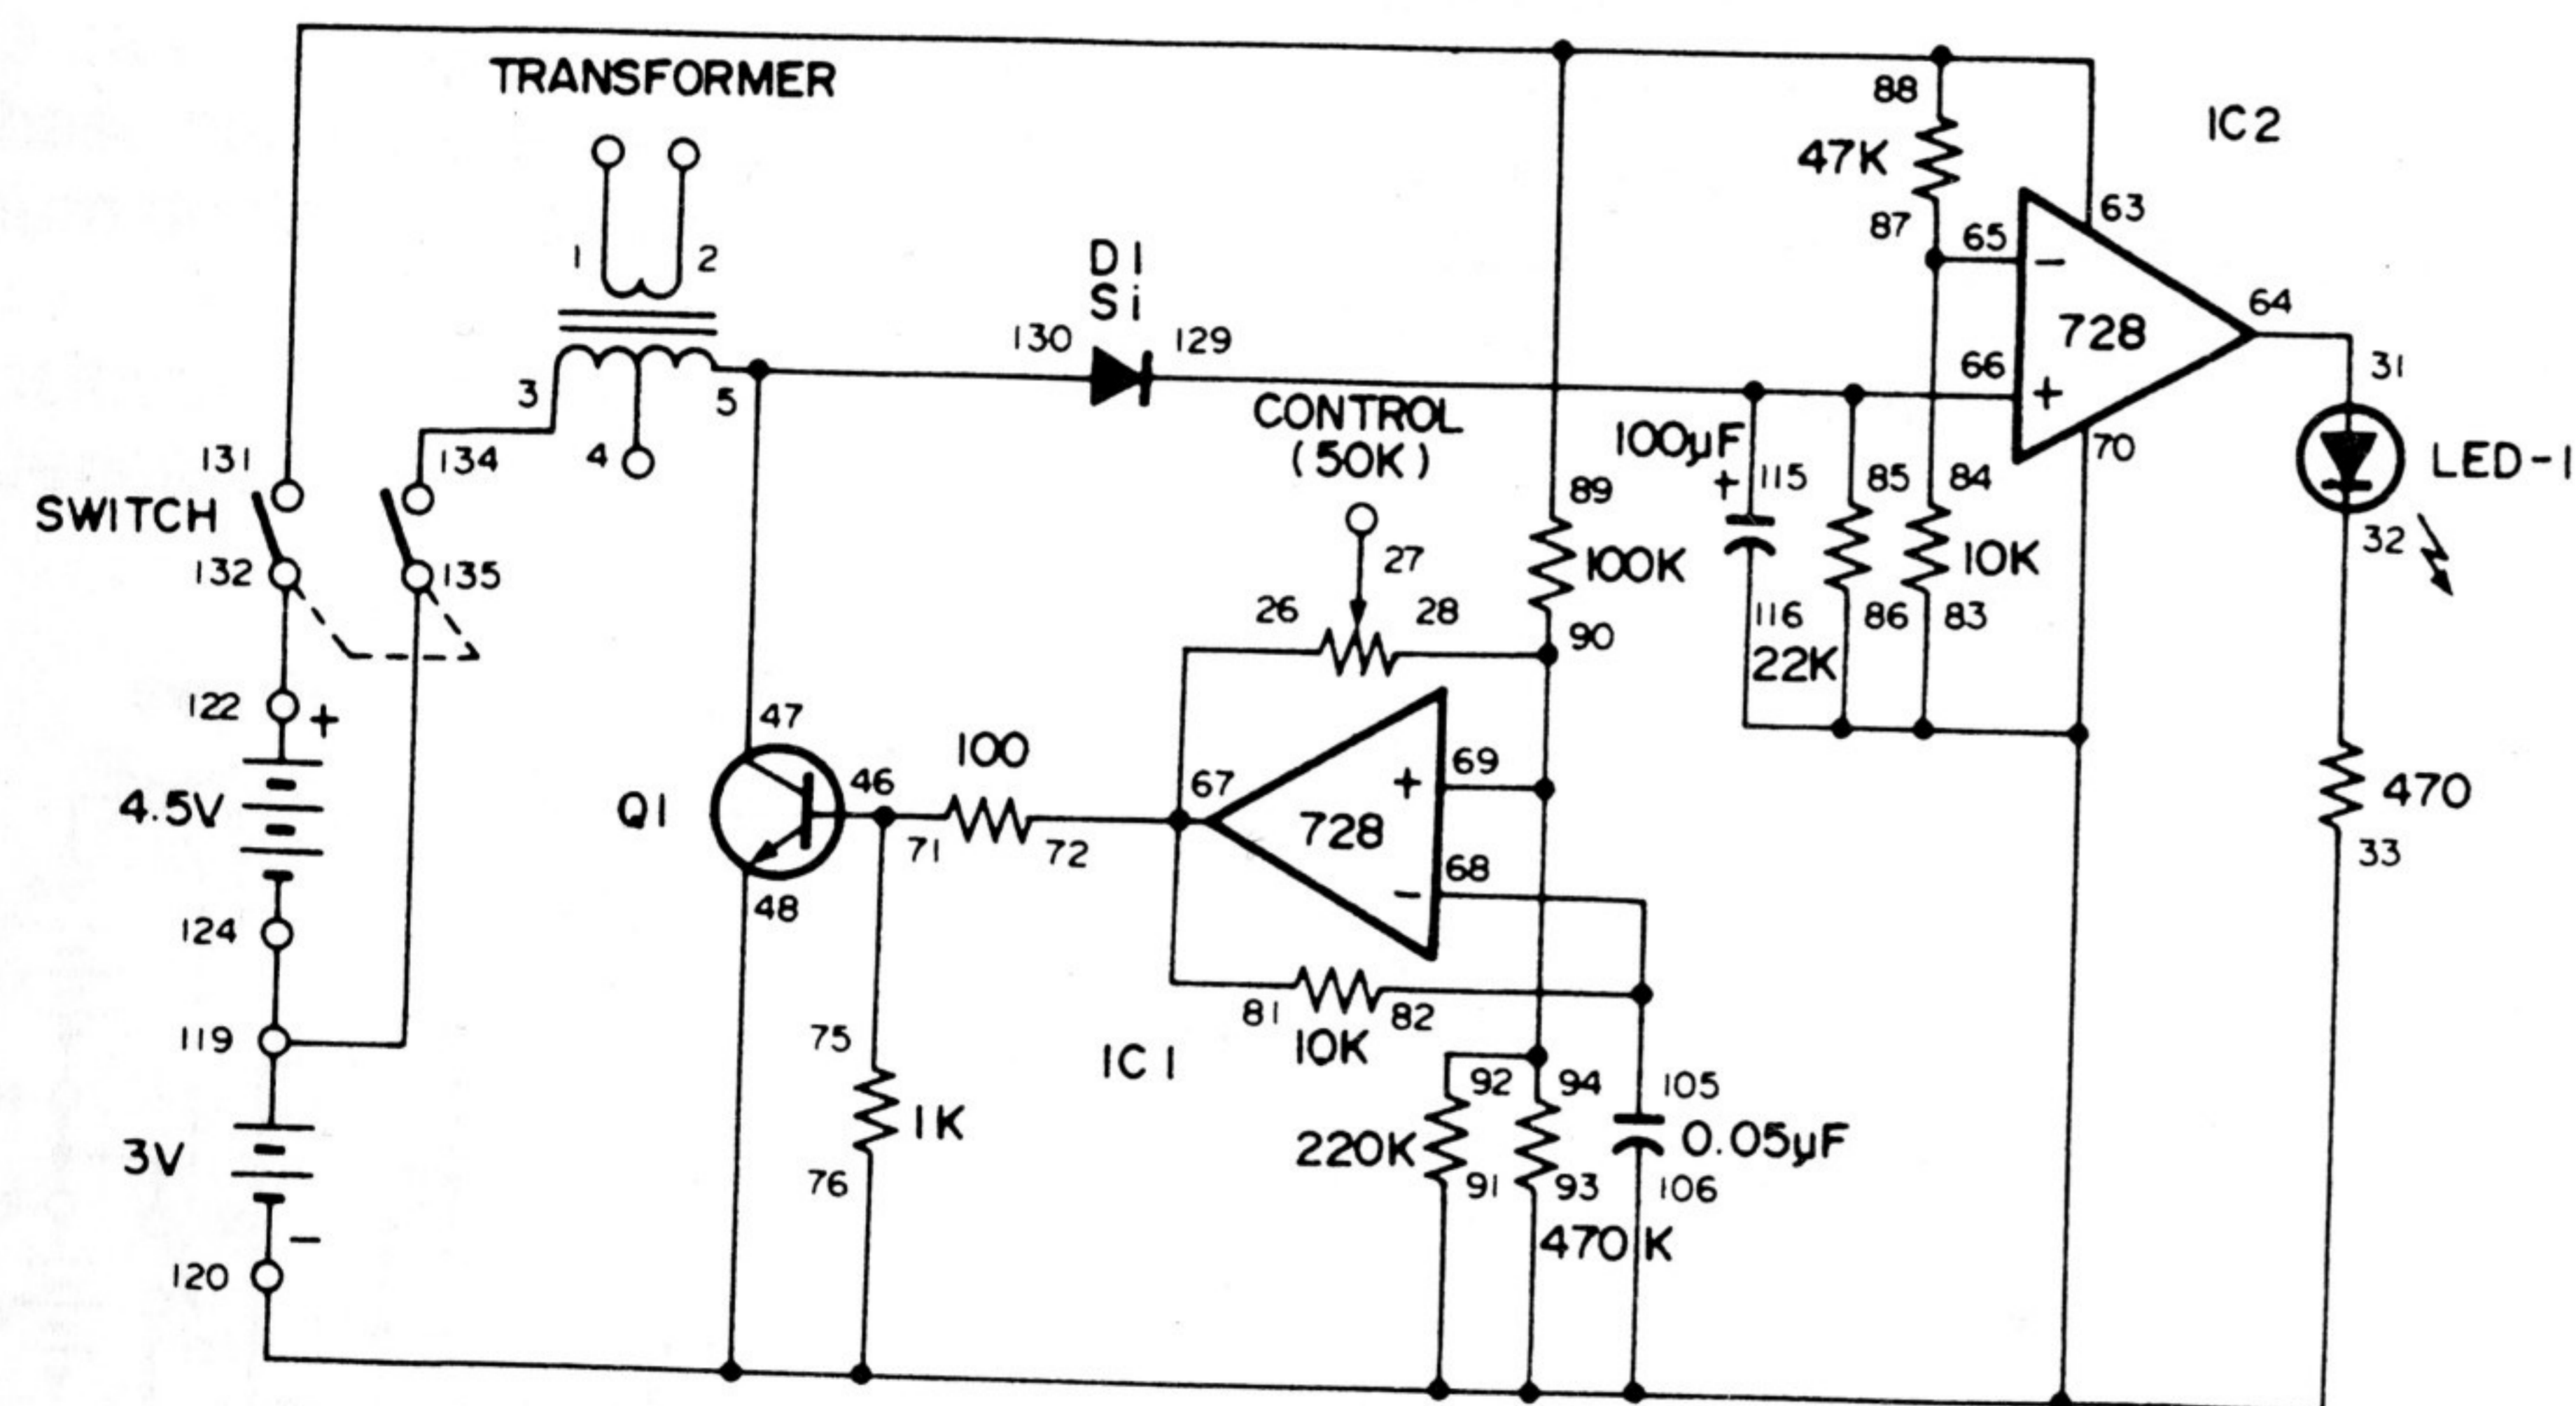 TRANSFORMER
88
IC2
47K
63
1
2
87
65
−
D1
Si
64
130
129
728
3
5
66
+
31
CONTROL
(50K)
100µF
70
131
134
4
+
115
85
84
LED-1
SWITCH
89
132
135
27
100K
10K
32
26
28
90
116
86
83
22K
122
+
47
100
69
470
4.5V
Q1
46
67
+
728
71
72
68
33
48
−
124
81
82
119
75
IC1
10K
92
94
105
1K
3V
220K
0.05µF
76
91
93
106
−
470K
120